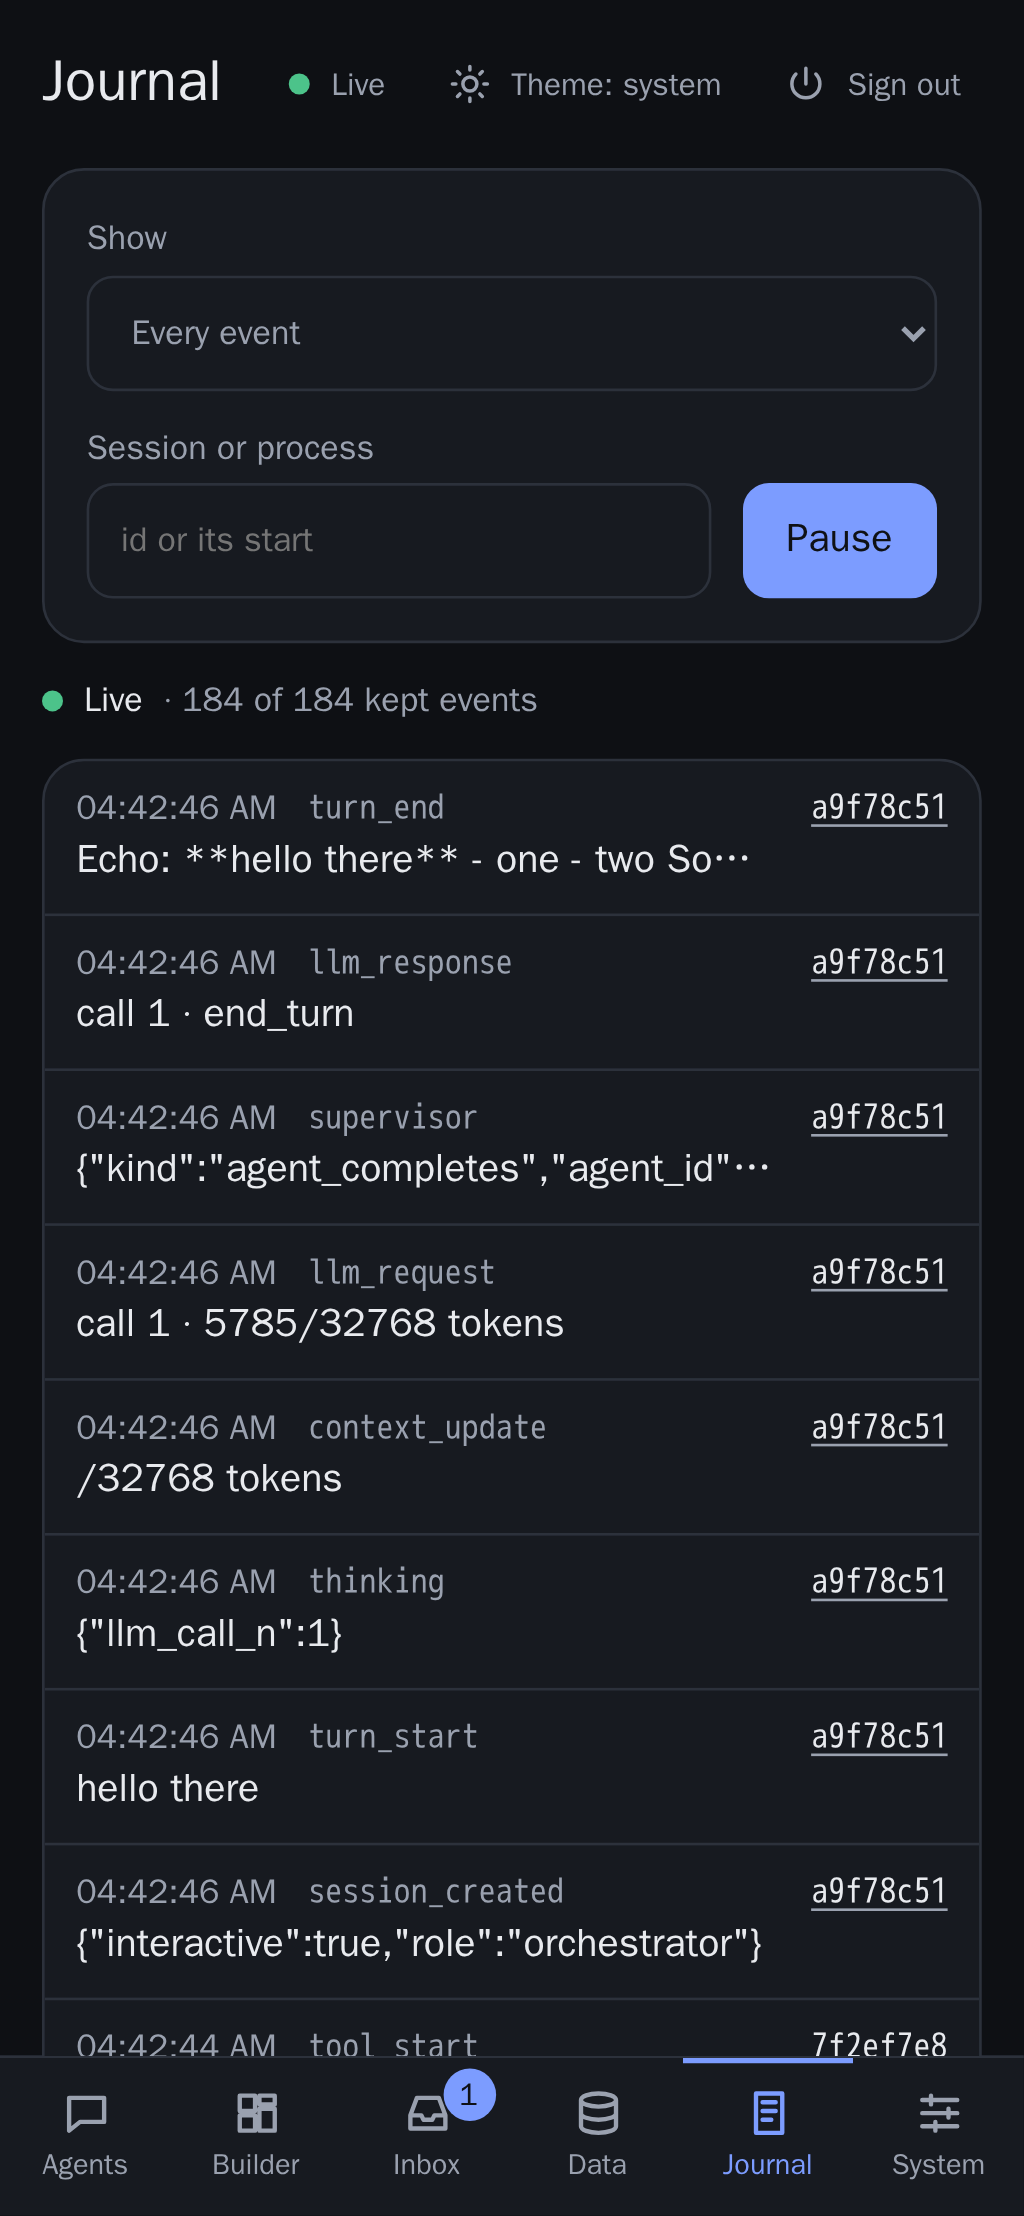 Journal Live Theme: system Sign out
Show
Every event
Session or process
id or its start
Pause
Live · 184 of 184 kept events
04:42:46 AM turn_end a9f78c51
Echo: **hello there** - one - two So···
04:42:46 AM llm_response a9f78c51
call 1 · end_turn
04:42:46 AM supervisor a9f78c51
{"kind":"agent_completes","agent_id"···
04:42:46 AM llm_request a9f78c51
call 1 · 5785/32768 tokens
04:42:46 AM context_update a9f78c51
/32768 tokens
04:42:46 AM thinking a9f78c51
{"llm_call_n":1}
04:42:46 AM turn_start a9f78c51
hello there
04:42:46 AM session_created a9f78c51
{"interactive":true,"role":"orchestrator"}
04:42:44 AM tool_start 7f2ef7e8
1
Agents Builder Inbox Data Journal System